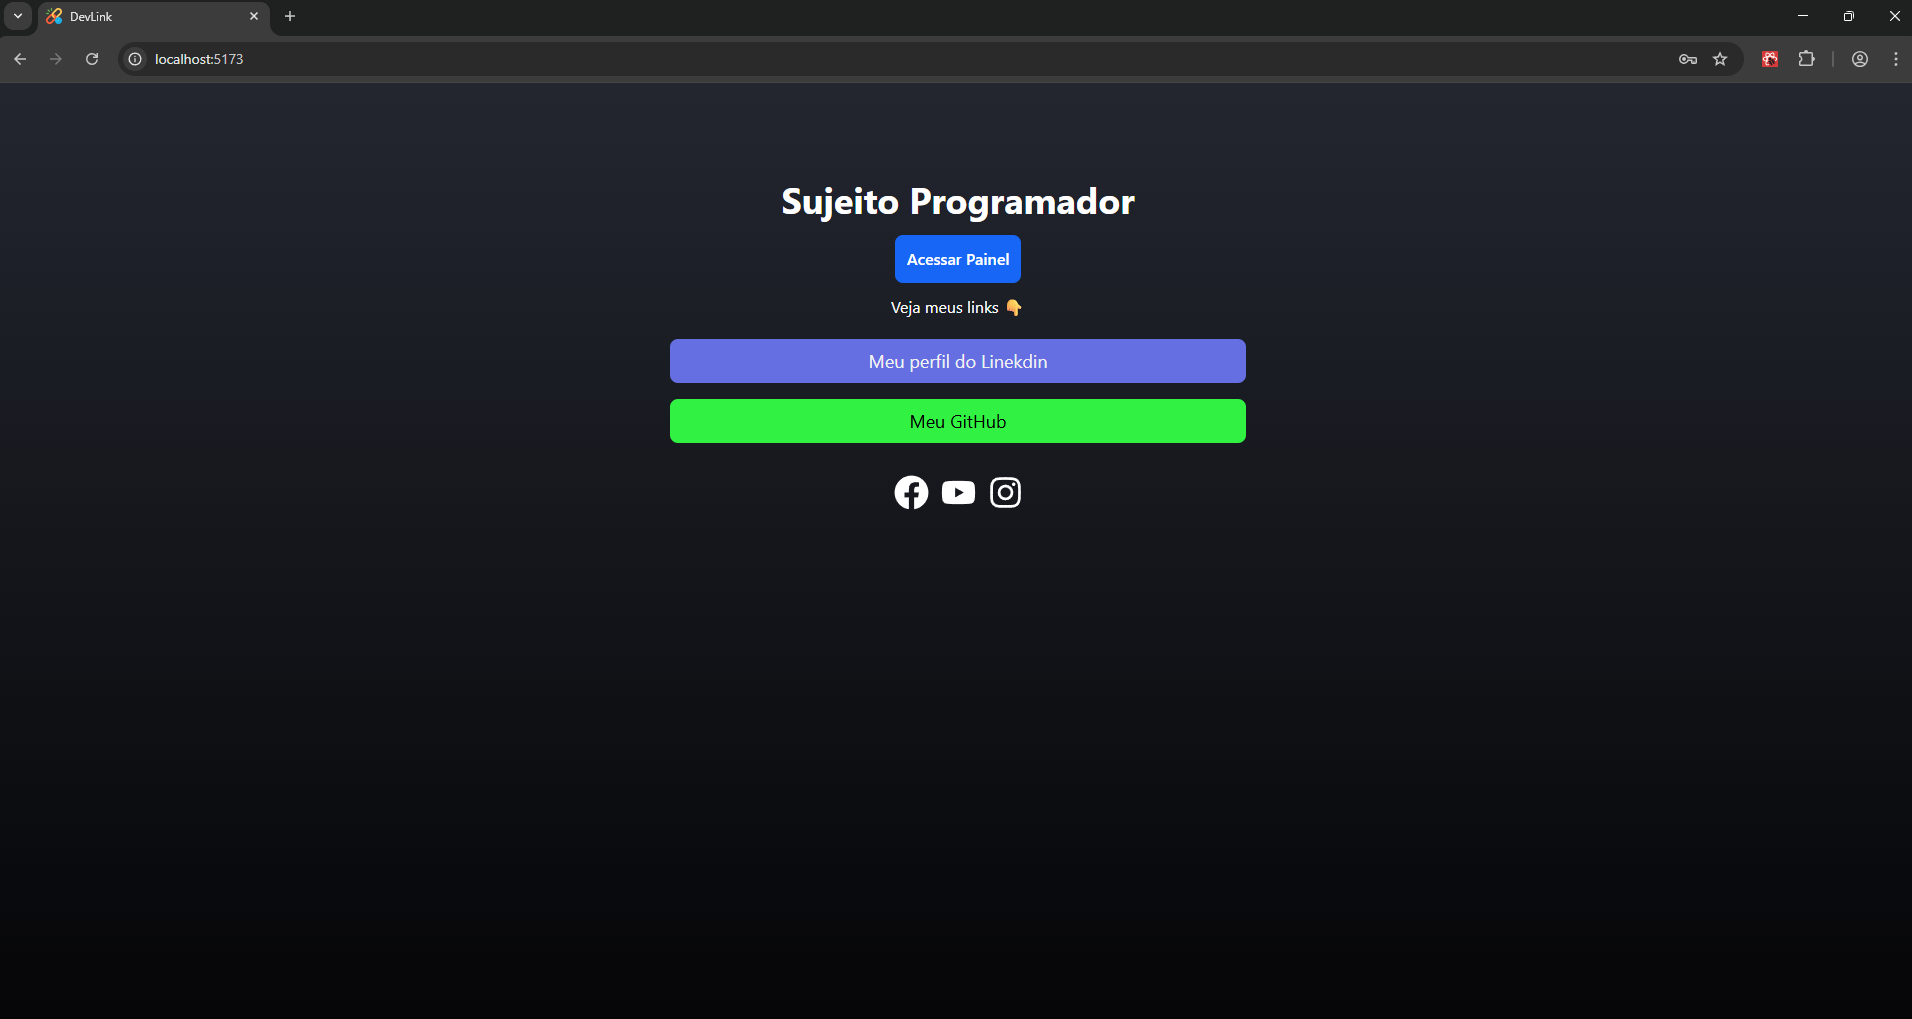 DevLink
localhost:5173
Sujeito Programador
Acessar Painel
Veja meus links 👇
Meu perfil do Linekdin
Meu GitHub